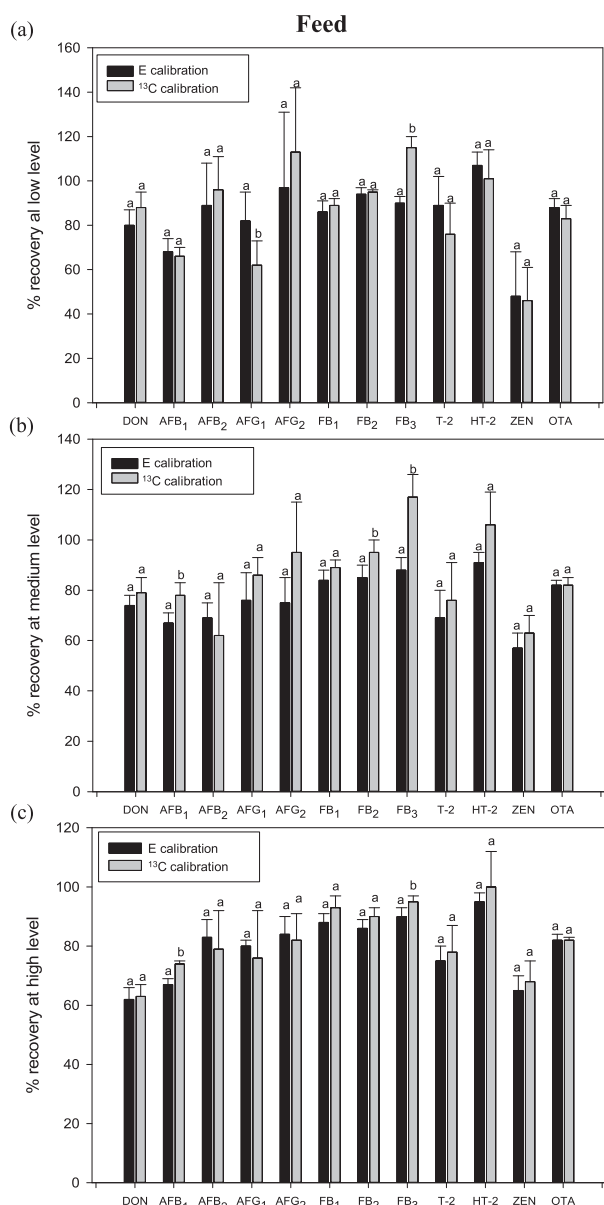 Feed
(a)
160
140
120
100
80
60
40
20
0
% recovery al low level
E calibration
¹³C calibration
a a a a a a a b a a a a a a a b a a a a a a a a
DON AFB₁ AFB₂ AFG₁ AFG₂ FB₁ FB₂ FB₃ T-2 HT-2 ZEN OTA
(b)
140
120
100
80
60
40
20
0
% recovery at medium level
E calibration
¹³C calibration
a a a b a a a a a a a a a b a b a a a a a a a a
DON AFB₁ AFB₂ AFG₁ AFG₂ FB₁ FB₂ FB₃ T-2 HT-2 ZEN OTA
(c)
120
100
80
60
40
20
0
% recovery at high level
E calibration
¹³C calibration
a a a b a a a a a a a a a a a b a a a a a a a a
DON AFB₁ AFB₂ AFG₁ AFG₂ FB₁ FB₂ FB₃ T-2 HT-2 ZEN OTA